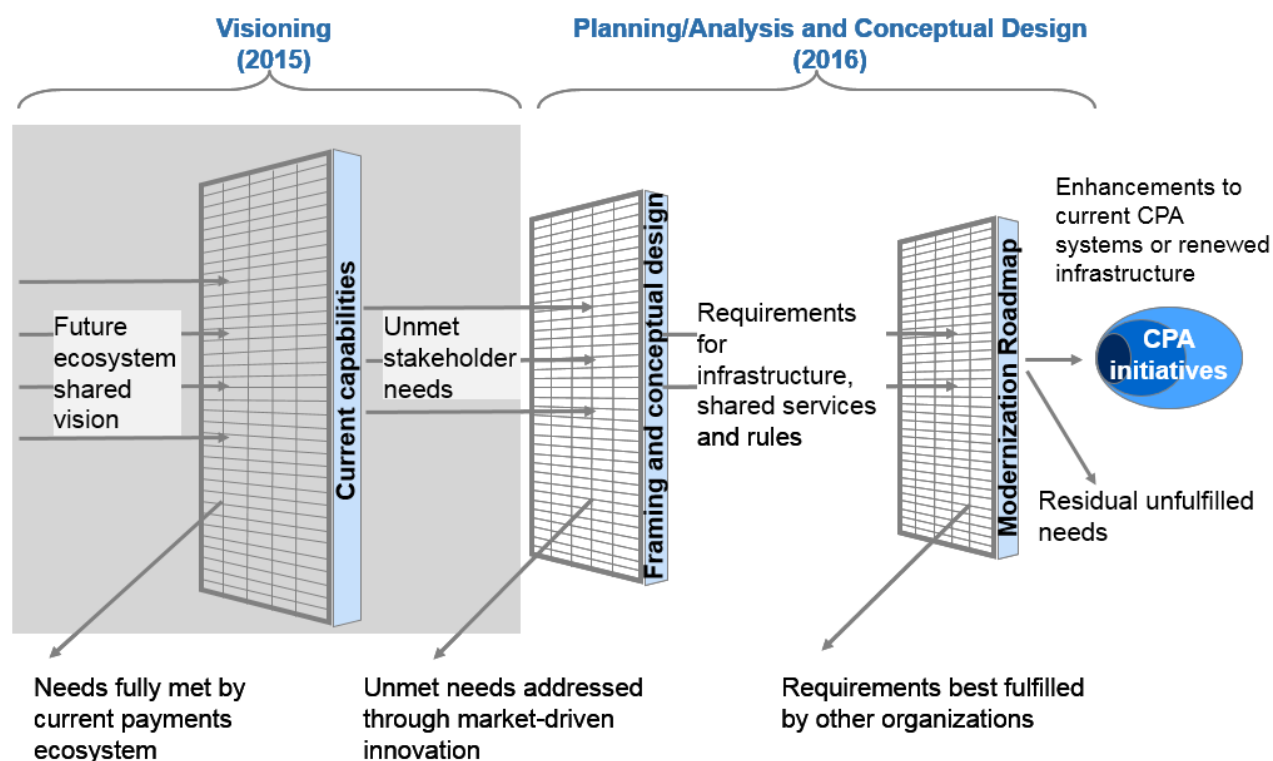 Visioning
(2015)
Planning/Analysis and Conceptual Design
(2016)
Future
ecosystem
shared
vision
Current capabilities
Unmet
stakeholder
needs
Framing and conceptual design
Requirements
for
infrastructure,
shared services
and rules
Modernization Roadmap
Enhancements to
current CPA
systems or renewed
infrastructure
CPA
initiatives
Residual unfulfilled
needs
Needs fully met by
current payments
ecosystem
Unmet needs addressed
through market-driven
innovation
Requirements best fulfilled
by other organizations